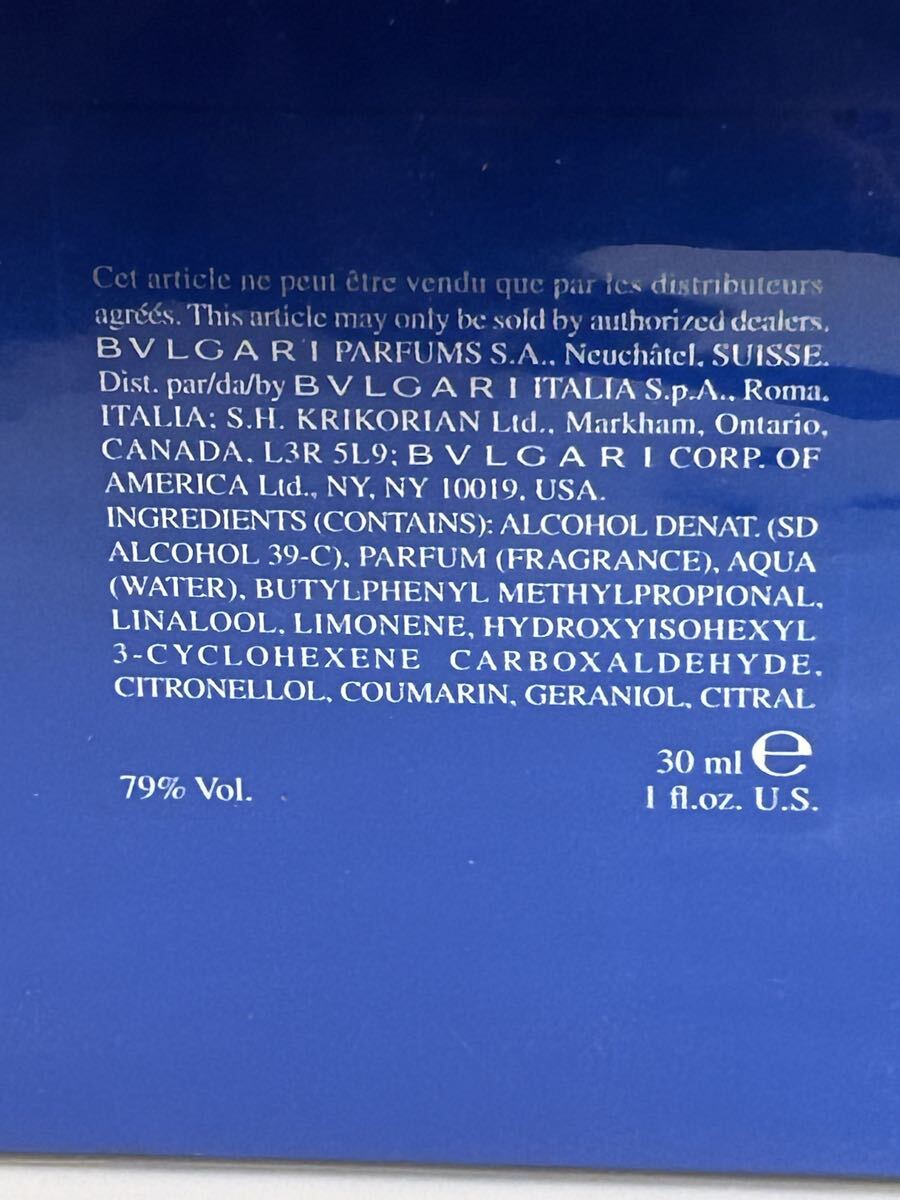 Cet article ne peut être vendu que par les distributeurs
agréés. This article may only be sold by authorized dealers.
BVLGARI PARFUMS S.A., Neuchâtel, SUISSE.
Dist. par/da/by BVLGARI ITALIA S.p.A., Roma.
ITALIA; S.H. KRIKORIAN Ltd., Markham, Ontario,
CANADA. L3R 5L9; BVLGARI CORP. OF
AMERICA Ltd., NY, NY 10019, USA.
INGREDIENTS (CONTAINS): ALCOHOL DENAT. (SD
ALCOHOL 39-C), PARFUM (FRAGRANCE), AQUA
(WATER), BUTYLPHENYL METHYLPROPIONAL,
LINALOOL, LIMONENE, HYDROXYISOHEXYL
3-CYCLOHEXENE CARBOXALDEHYDE,
CITRONELLOL, COUMARIN, GERANIOL, CITRAL
30 ml e
79% Vol.
1 fl.oz. U.S.